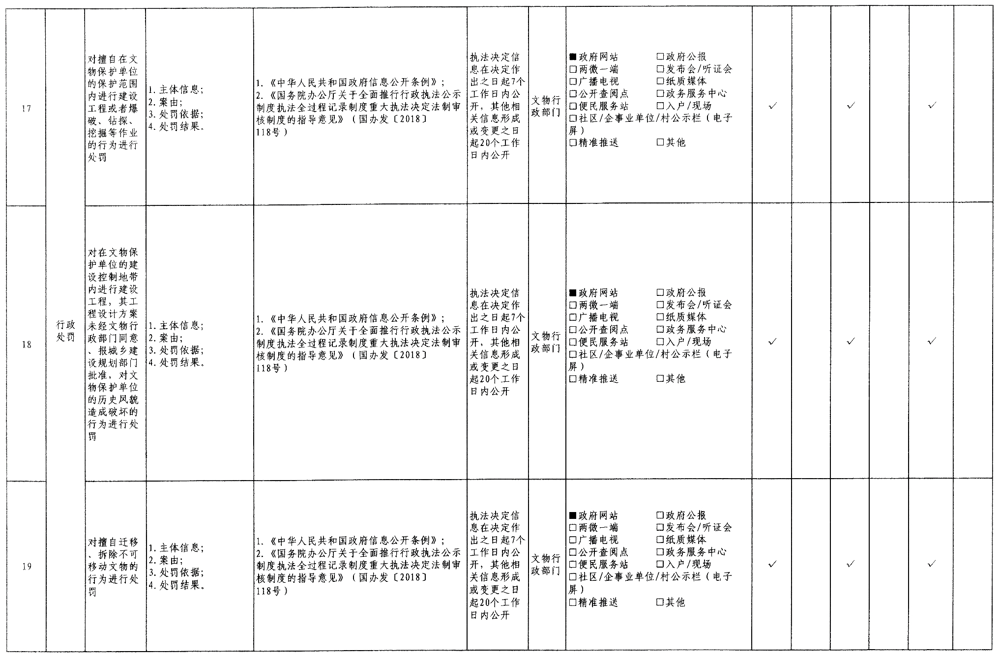 17
行政
处罚
对擅自在文
物保护单位
的保护范围
内进行建设
工程或者爆
破、钻探、
挖掘等作业
的行为进行
处罚
1.主体信息;
2.案由;
3.处罚依据;
4.处罚结果。
1.《中华人民共和国政府信息公开条例》;
2.《国务院办公厅关于全面推行行政执法公示
制度执法全过程记录制度重大执法决定法制审
核制度的指导意见》（国办发〔2018〕
118号）
执法决定信
息在决定作
出之日起7个
工作日内公
开，其他相
关信息形成
或变更之日
起20个工作
日内公开
文物行
政部门
■政府网站 □政府公报
□两微一端 □发布会/听证会
□广播电视 □纸质媒体
□公开查阅点 □政务服务中心
□便民服务站 □入户/现场
□社区/企事业单位/村公示栏（电子
屏）
□精准推送 □其他
✓ ✓ ✓
18
对在文物保
护单位的建
设控制地带
内进行建设
工程，其工
程设计方案
未经文物行
政部门同意
、报城乡建
设规划部门
批准，对文
物保护单位
的历史风貌
造成破坏的
行为进行处
罚
1.主体信息;
2.案由;
3.处罚依据;
4.处罚结果。
1.《中华人民共和国政府信息公开条例》;
2.《国务院办公厅关于全面推行行政执法公示
制度执法全过程记录制度重大执法决定法制审
核制度的指导意见》（国办发〔2018〕
118号）
执法决定信
息在决定作
出之日起7个
工作日内公
开，其他相
关信息形成
或变更之日
起20个工作
日内公开
文物行
政部门
■政府网站 □政府公报
□两微一端 □发布会/听证会
□广播电视 □纸质媒体
□公开查阅点 □政务服务中心
□便民服务站 □入户/现场
□社区/企事业单位/村公示栏（电子
屏）
□精准推送 □其他
✓ ✓ ✓
19
对擅自迁移
、拆除不可
移动文物的
行为进行处
罚
1.主体信息;
2.案由;
3.处罚依据;
4.处罚结果。
1.《中华人民共和国政府信息公开条例》;
2.《国务院办公厅关于全面推行行政执法公示
制度执法全过程记录制度重大执法决定法制审
核制度的指导意见》（国办发〔2018〕
118号）
执法决定信
息在决定作
出之日起7个
工作日内公
开，其他相
关信息形成
或变更之日
起20个工作
日内公开
文物行
政部门
■政府网站 □政府公报
□两微一端 □发布会/听证会
□广播电视 □纸质媒体
□公开查阅点 □政务服务中心
□便民服务站 □入户/现场
□社区/企事业单位/村公示栏（电子
屏）
□精准推送 □其他
✓ ✓ ✓